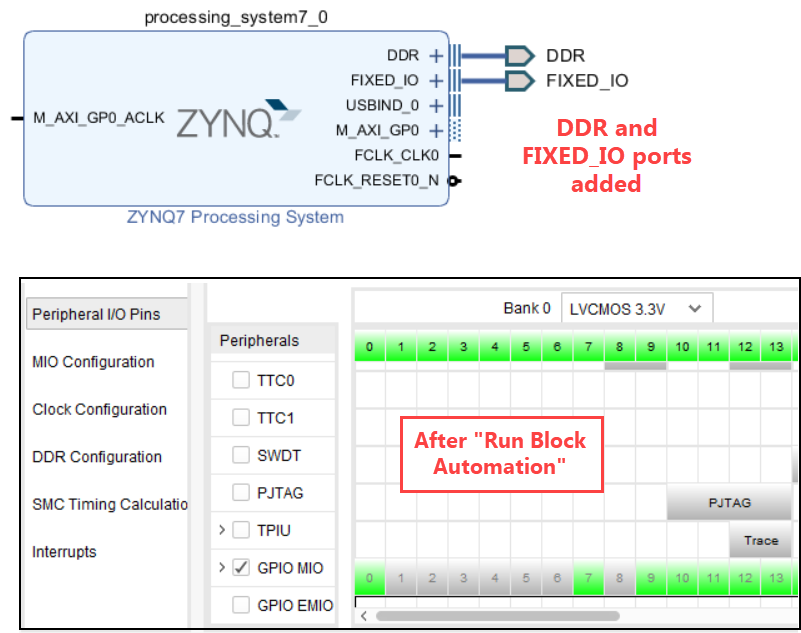 processing_system7_0
DDR
FIXED_IO
USBIND_0
M_AXI_GP0
FCLK_CLK0
FCLK_RESET0_N
M_AXI_GP0_ACLK
ZYNQ
DDR
FIXED_IO
DDR and
FIXED_IO ports
added
ZYNQ7 Processing System
Peripheral I/O Pins
MIO Configuration
Clock Configuration
DDR Configuration
SMC Timing Calculatio
Interrupts
Bank 0 LVCMOS 3.3V
Peripherals
0 1 2 3 4 5 6 7 8 9 10 11 12 13
TTC0
TTC1
SWDT
PJTAG
TPIU
GPIO MIO
GPIO EMIO
After "Run Block
Automation"
PJTAG
Trace
0 1 2 3 4 5 6 7 8 9 10 11 12 13